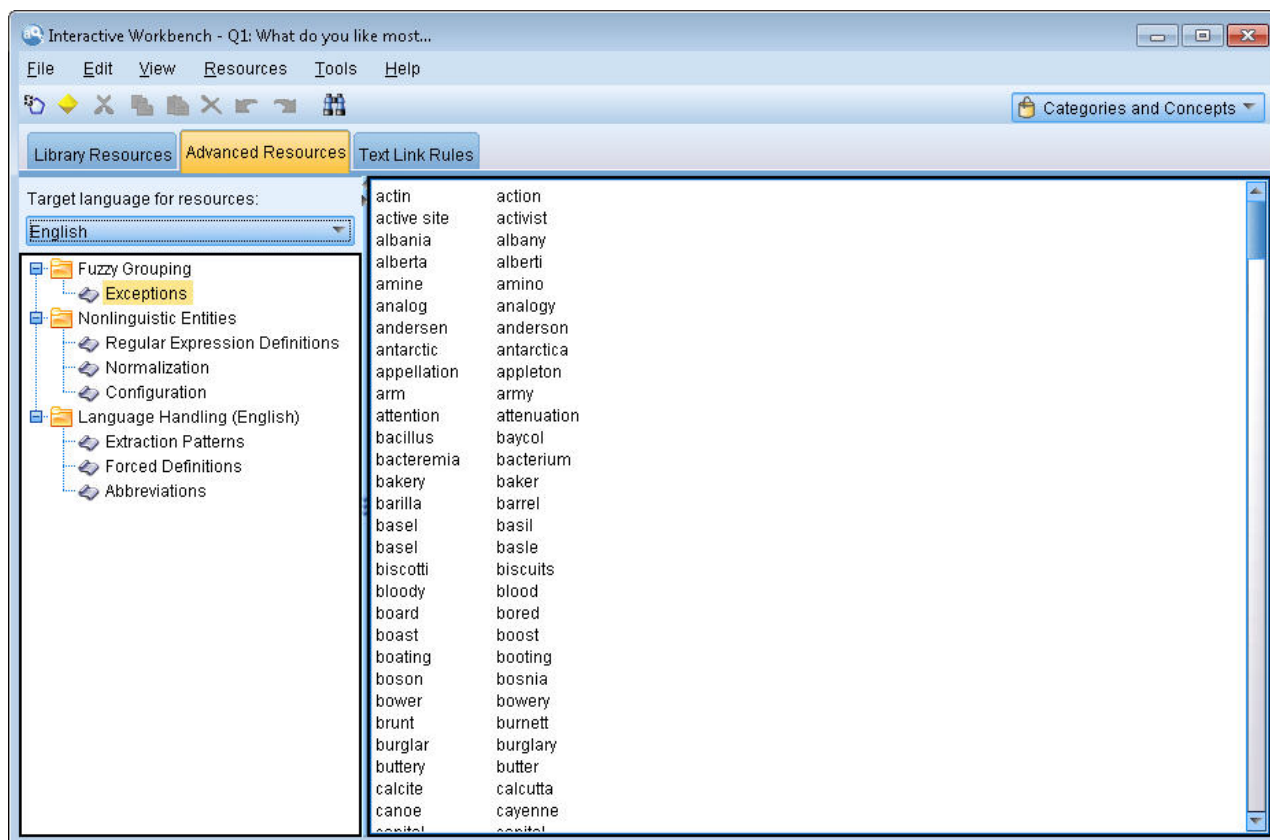 Interactive Workbench - Q1: What do you like most...
File Edit View Resources Tools Help
Categories and Concepts
Library Resources Advanced Resources Text Link Rules
Target language for resources:
English
Fuzzy Grouping
Exceptions
Nonlinguistic Entities
Regular Expression Definitions
Normalization
Configuration
Language Handling (English)
Extraction Patterns
Forced Definitions
Abbreviations
actin action
active site activist
albania albany
alberta alberti
amine amino
analog analogy
andersen anderson
antarctic antarctica
appellation appleton
arm army
attention attenuation
bacillus baycol
bacteremia bacterium
bakery baker
barilla barrel
basel basil
basel basle
biscotti biscuits
bloody blood
board bored
boast boost
boating booting
boson bosnia
bower bowery
brunt burnett
burglar burglary
buttery butter
calcite calcutta
canoe cayenne